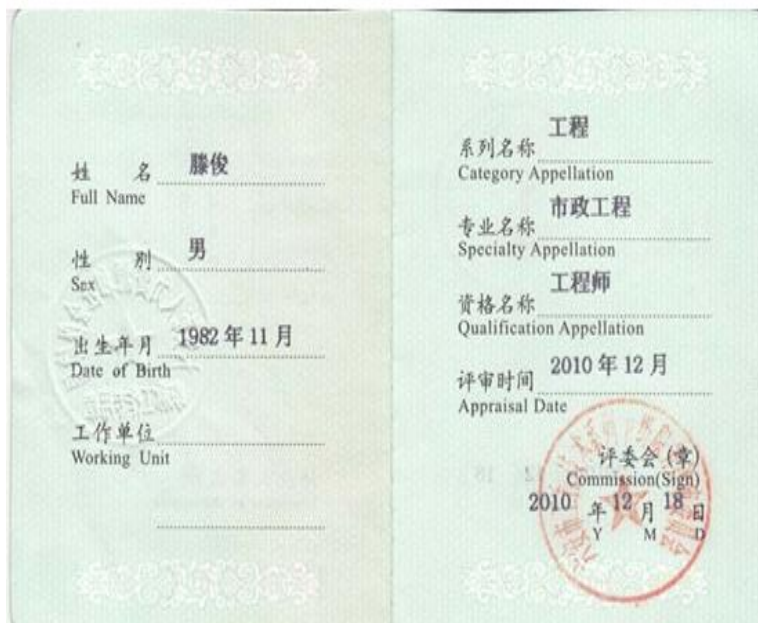 姓 名 滕俊
Full Name
性 别 男
Sex
出生年月 1982年11月
Date of Birth
工作单位
Working Unit
系列名称 工程
Category Appellation
专业名称 市政工程
Specialty Appellation
资格名称 工程师
Qualification Appellation
评审时间 2010年12月
Appraisal Date
评委会(章)
Commission(Sign)
2010 年 12 月 18 日
Y M D